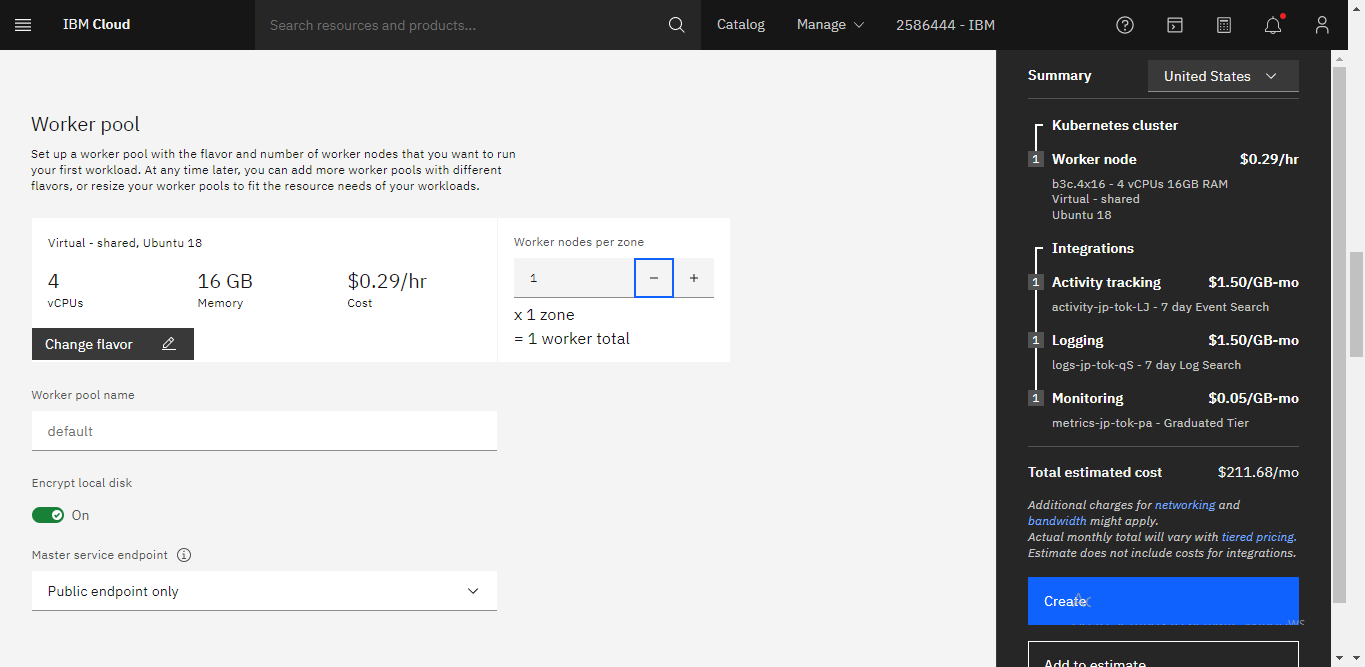 IBM Cloud
Search resources and products...
Catalog
Manage
2586444 - IBM
Worker pool
Set up a worker pool with the flavor and number of worker nodes that you want to run
your first workload. At any time later, you can add more worker pools with different
flavors, or resize your worker pools to fit the resource needs of your workloads.
Virtual - shared, Ubuntu 18
4
vCPUs
16 GB
Memory
$0.29/hr
Cost
Change flavor
Worker nodes per zone
1
x 1 zone
= 1 worker total
Worker pool name
default
Encrypt local disk
On
Master service endpoint
Public endpoint only
Summary
United States
Kubernetes cluster
1 Worker node $0.29/hr
b3c.4x16 - 4 vCPUs 16GB RAM
Virtual - shared
Ubuntu 18
Integrations
1 Activity tracking $1.50/GB-mo
activity-jp-tok-LJ - 7 day Event Search
1 Logging $1.50/GB-mo
logs-jp-tok-qS - 7 day Log Search
1 Monitoring $0.05/GB-mo
metrics-jp-tok-pa - Graduated Tier
Total estimated cost $211.68/mo
Additional charges for networking and
bandwidth might apply.
Actual monthly total will vary with tiered pricing.
Estimate does not include costs for integrations.
Create
Add to estimate